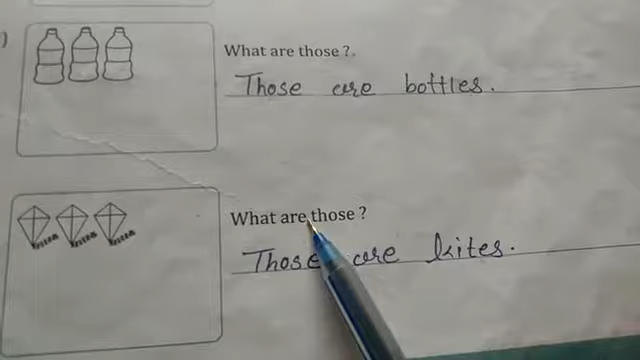 )
What are those ?.
Those are bottles.
What are those ?
Those are kites.